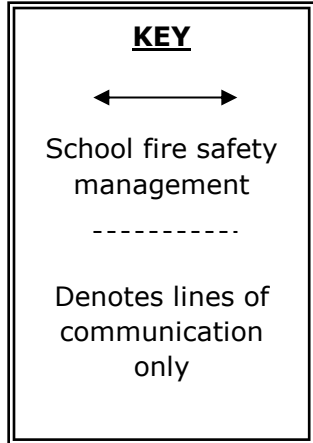 KEY
School fire safety
management
Denotes lines of
communication
only